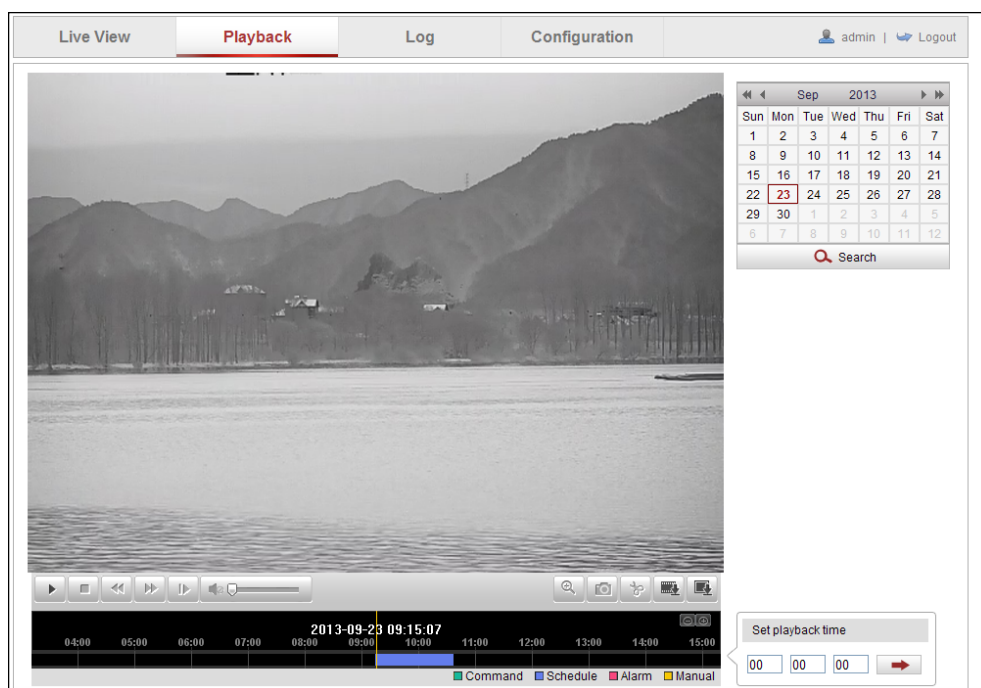 Live View Playback Log Configuration admin | Logout
Sep 2013
Sun Mon Tue Wed Thu Fri Sat
1 2 3 4 5 6 7
8 9 10 11 12 13 14
15 16 17 18 19 20 21
22 23 24 25 26 27 28
29 30 1 2 3 4 5
6 7 8 9 10 11 12
Search
2013-09-23 09:15:07
04:00 05:00 06:00 07:00 08:00 09:00 10:00 11:00 12:00 13:00 14:00 15:00
Command Schedule Alarm Manual
Set playback time
00 00 00